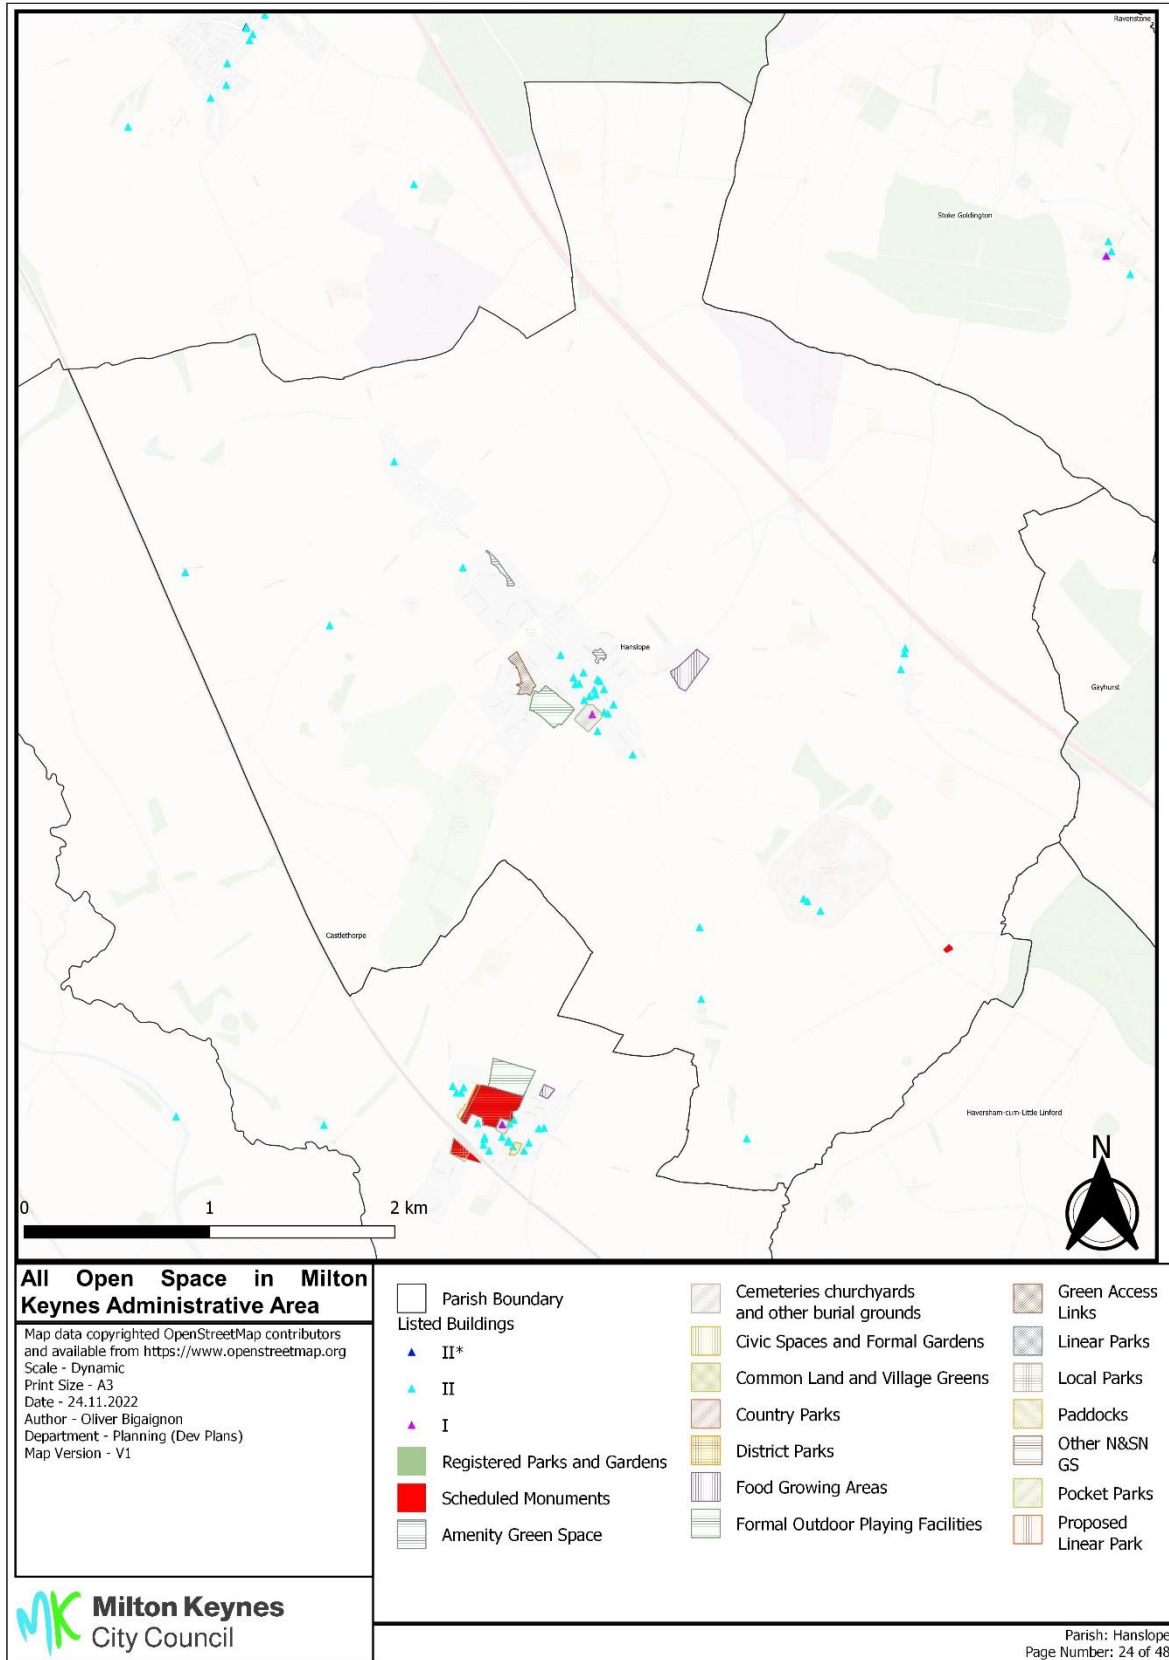 Ravenstone
Stoke Goldington
Hanslope
Gayhurst
Castlethorpe
Haversham-cum-Little Linford
N
0 1 2 km
All Open Space in Milton
Keynes Administrative Area
Map data copyrighted OpenStreetMap contributors
and available from https://www.openstreetmap.org
Scale - Dynamic
Print Size - A3
Date - 24.11.2022
Author - Oliver Bigaignon
Department - Planning (Dev Plans)
Map Version - V1
MK Milton Keynes
City Council
Parish Boundary
Listed Buildings
II*
II
I
Registered Parks and Gardens
Scheduled Monuments
Amenity Green Space
Cemeteries churchyards
and other burial grounds
Civic Spaces and Formal Gardens
Common Land and Village Greens
Country Parks
District Parks
Food Growing Areas
Formal Outdoor Playing Facilities
Green Access
Links
Linear Parks
Local Parks
Paddocks
Other N&SN
GS
Pocket Parks
Proposed
Linear Park
Parish: Hanslope
Page Number: 24 of 48